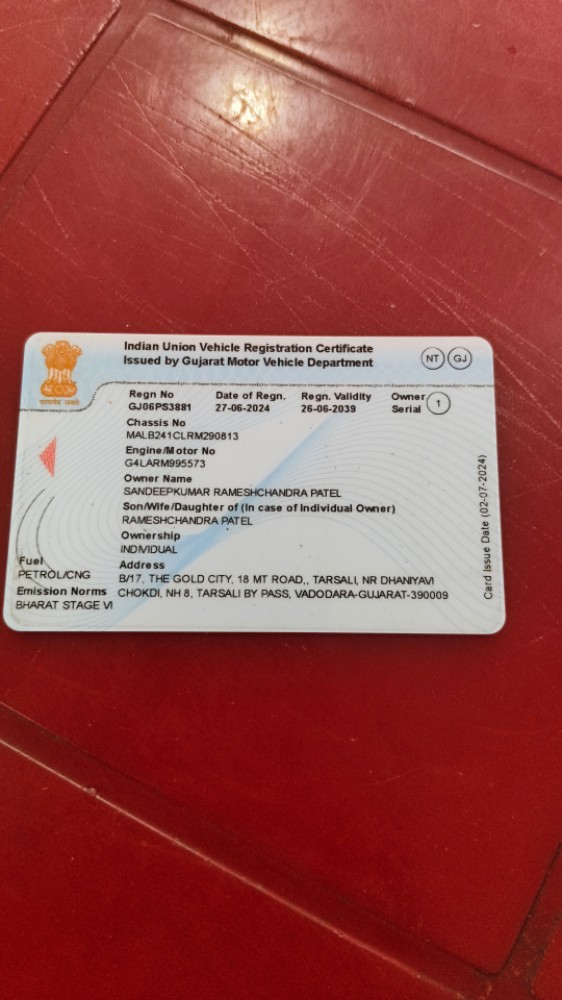 Indian Union Vehicle Registration Certificate
Issued by Gujarat Motor Vehicle Department
NT GJ
सत्यमेव जयते
Regn No Date of Regn. Regn. Validity Owner Serial 1
GJ06PS3881 27-06-2024 26-06-2039
Chassis No
MALB241CLRM290813
Engine/Motor No
G4LARM995573
Owner Name
SANDEEPKUMAR RAMESHCHANDRA PATEL
Son/Wife/Daughter of (In case of Individual Owner)
RAMESHCHANDRA PATEL
Ownership
INDIVIDUAL
Fuel
PETROL/CNG
Emission Norms
BHARAT STAGE VI
Address
B/17, THE GOLD CITY, 18 MT ROAD,, TARSALI, NR DHANIYAVI
CHOKDI, NH 8, TARSALI BY PASS, VADODARA-GUJARAT-390009
Card Issue Date (02-07-2024)